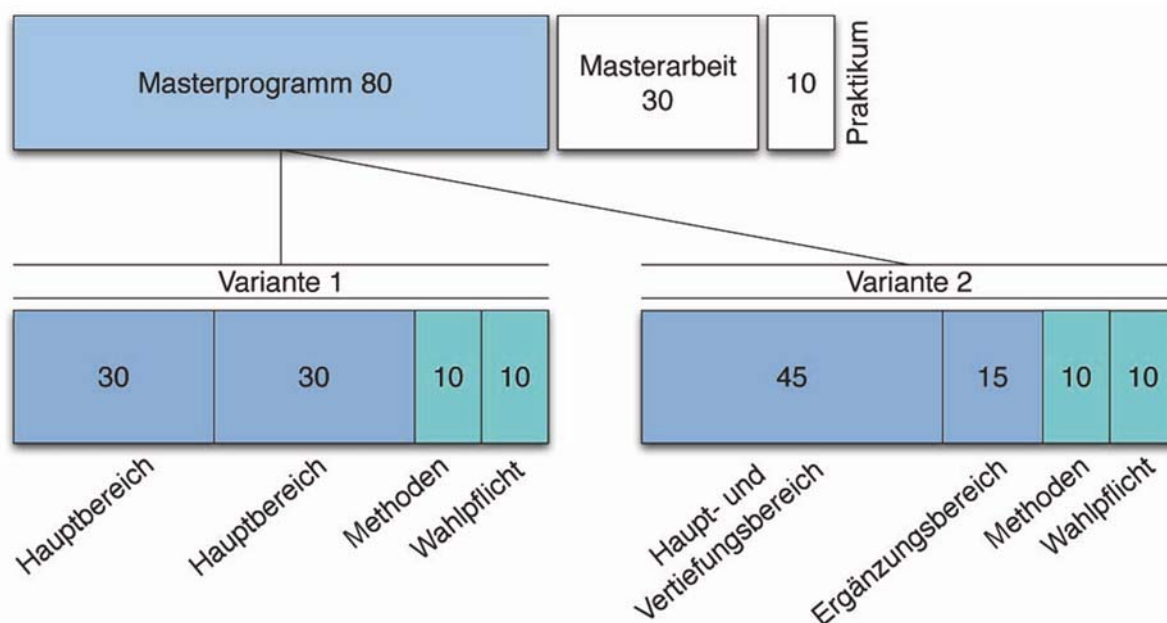 Masterprogramm 80
Masterarbeit
30
10
Praktikum
Variante 1
30
30
10
10
Hauptbereich
Hauptbereich
Methoden
Wahlpflicht
Variante 2
45
15
10
10
Haupt- und
Vertiefungsbereich
Ergänzungsbereich
Methoden
Wahlpflicht